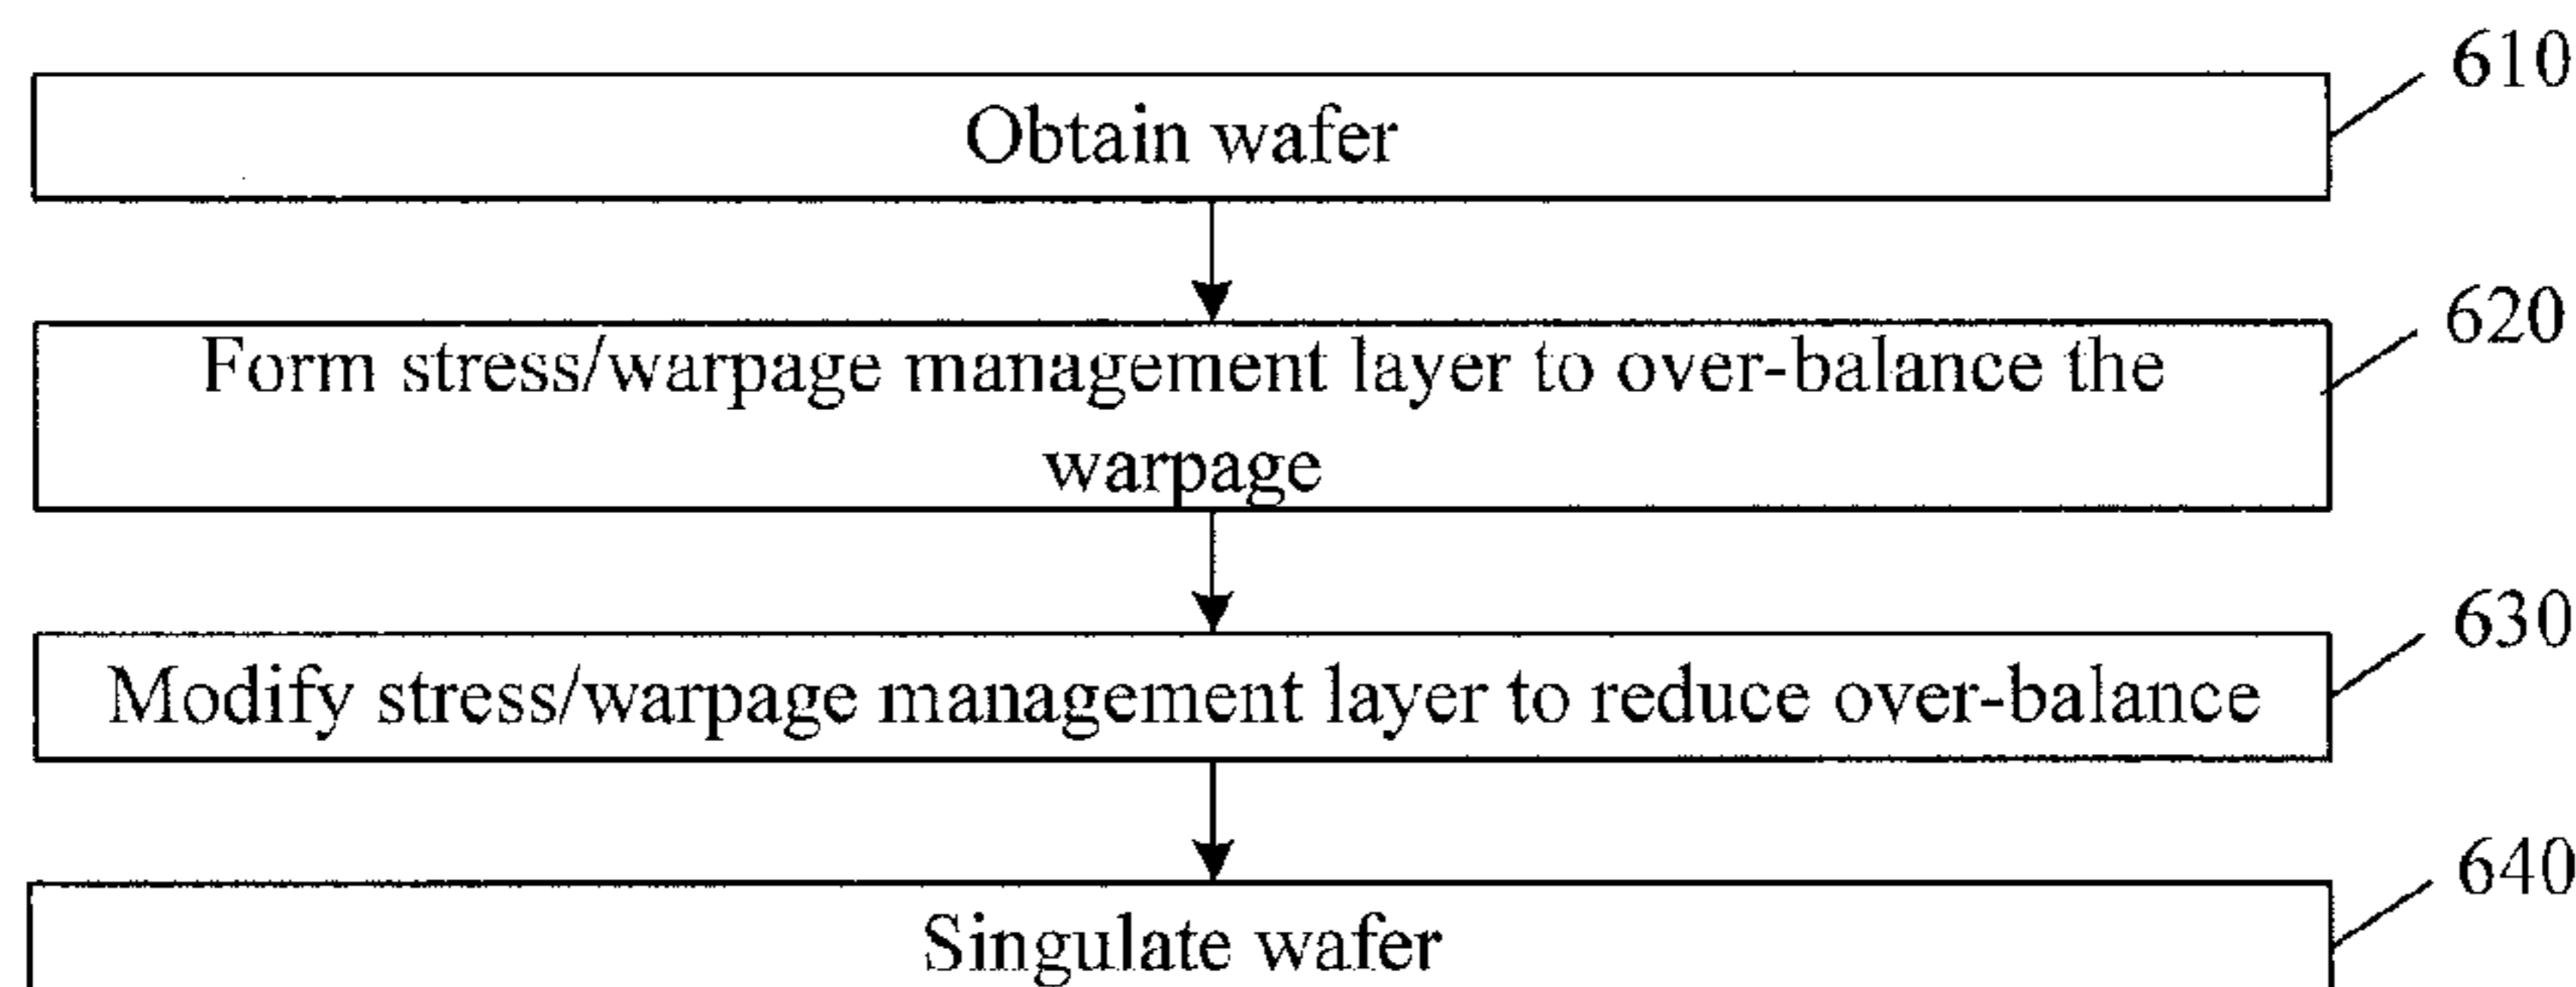 610
Obtain wafer
620
Form stress/warpage management layer to over-balance the
warpage
630
Modify stress/warpage management layer to reduce over-balance
640
Singulate wafer